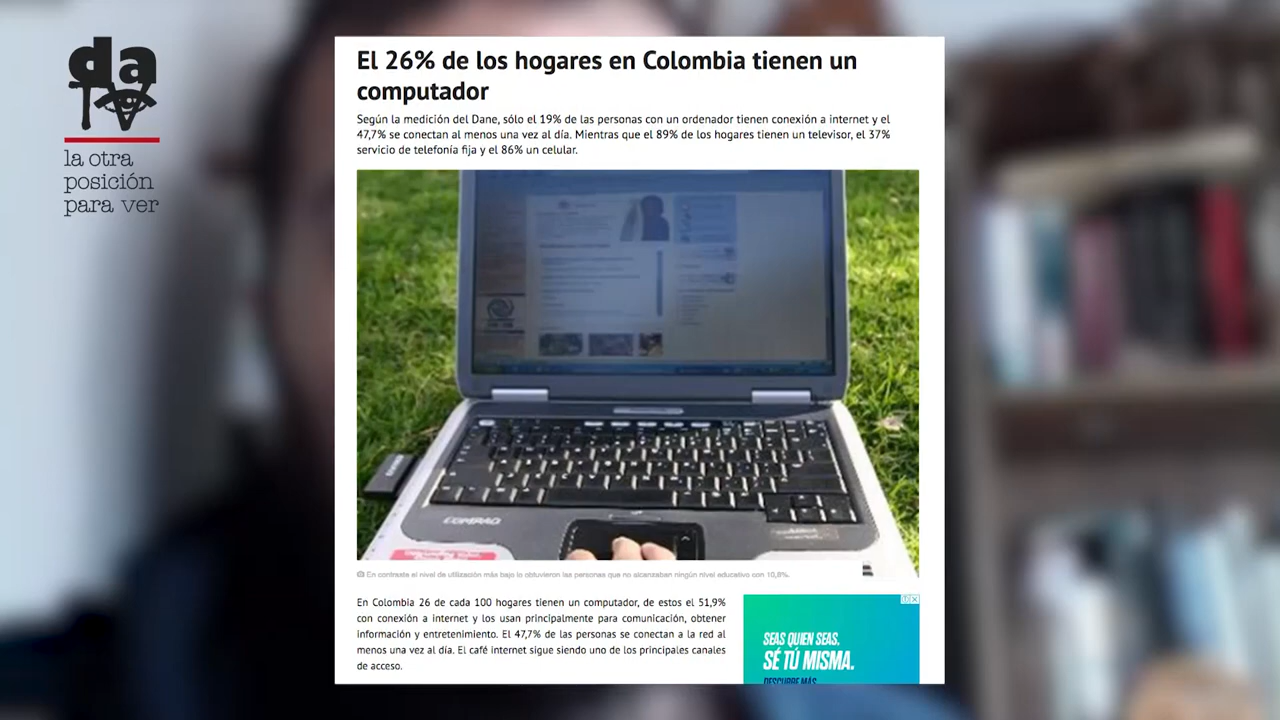 da
TV
la otra
posición
para ver
El 26% de los hogares en Colombia tienen un
computador
Según la medición del Dane, sólo el 19% de las personas con un ordenador tienen conexión a internet y el
47,7% se conectan al menos una vez al día. Mientras que el 89% de los hogares tienen un televisor, el 37%
servicio de telefonía fija y el 86% un celular.
COMPAQ
En contraste el nivel de utilización más bajo lo obtuvieron las personas que no alcanzaban ningún nivel educativo con 10,8%.
En Colombia 26 de cada 100 hogares tienen un computador, de estos el 51,9%
con conexión a internet y los usan principalmente para comunicación, obtener
información y entretenimiento. El 47,7% de las personas se conectan a la red al
menos una vez al día. El café internet sigue siendo uno de los principales canales
de acceso.
SEAS QUIEN SEAS,
SÉ TÚ MISMA.
DESCUBRE MÁS